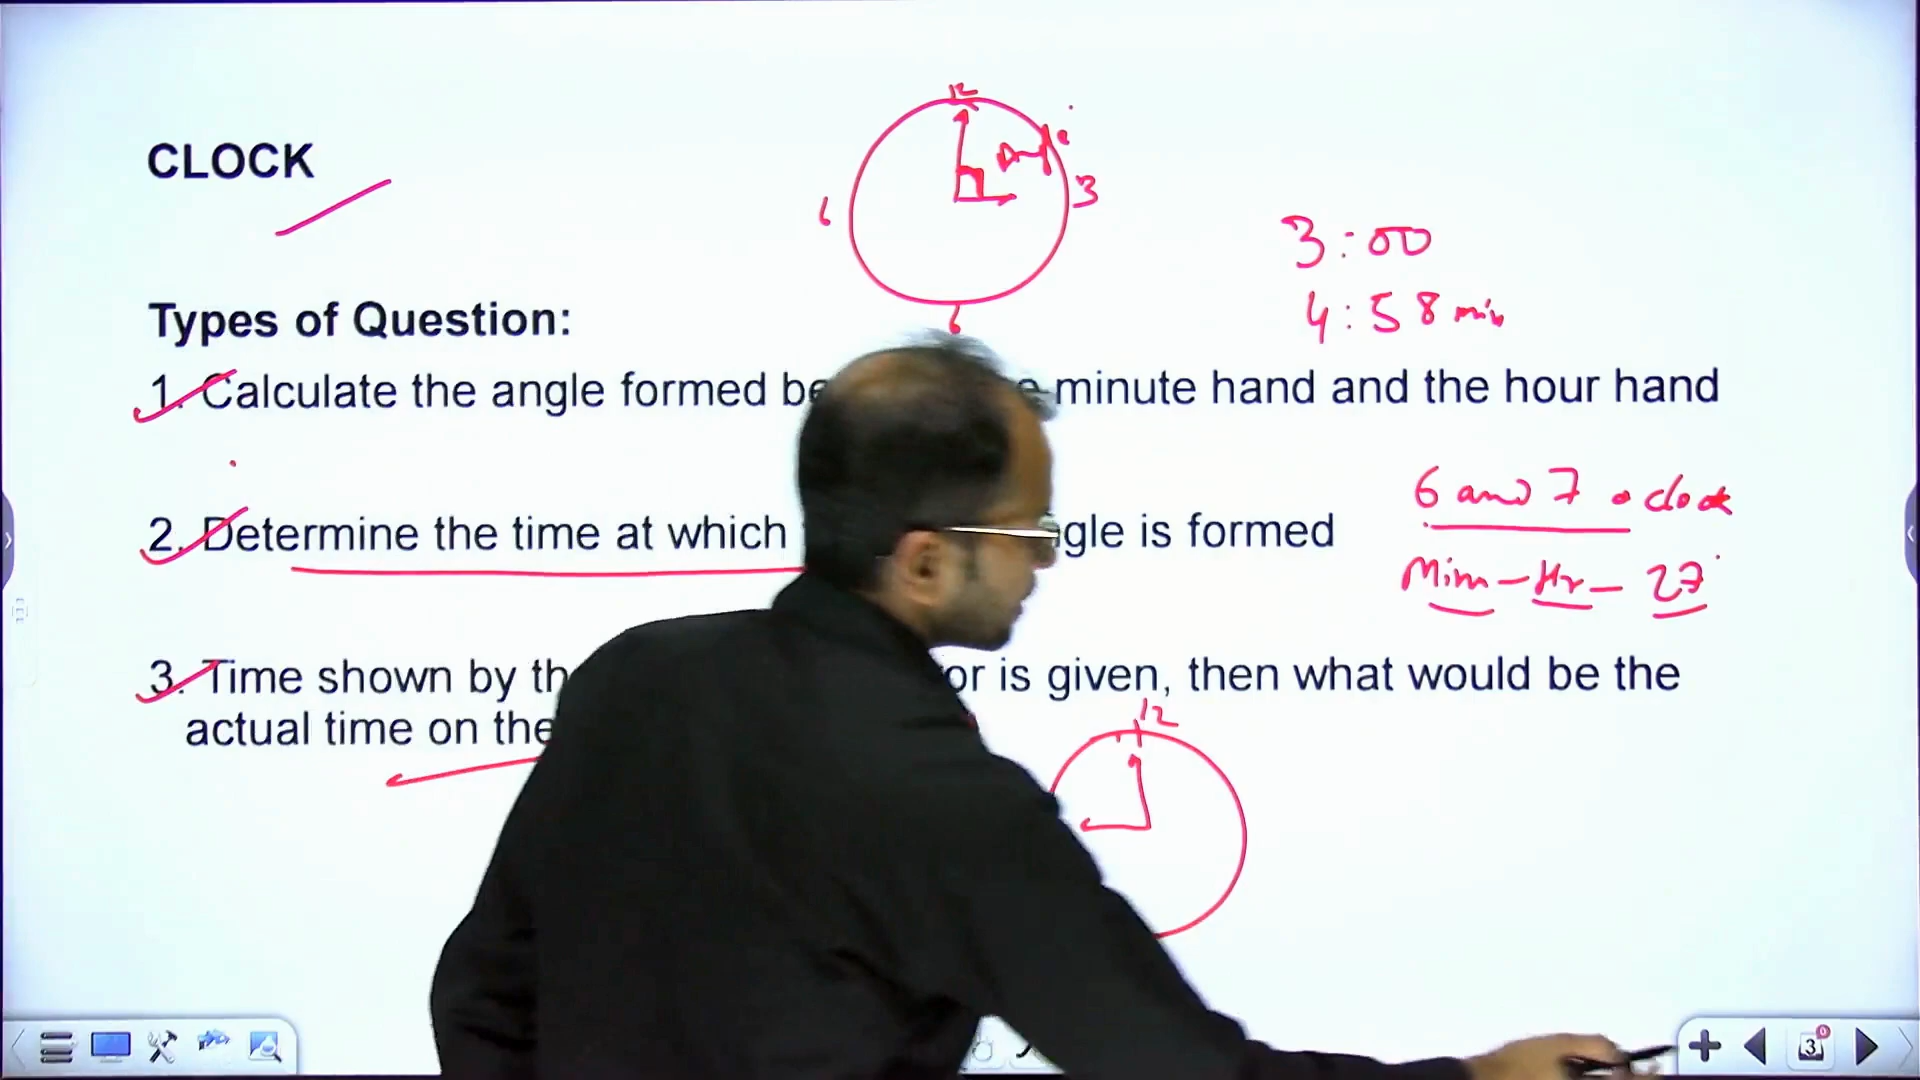 12
CLOCK
3
6
3:00
6
4:58 min
Types of Question:
1. Calculate the angle formed be minute hand and the hour hand
6 and 7 o clock
2. Determine the time at which gle is formed
Min - Hr - 27°
3. Time shown by th or is given, then what would be the
actual time on the
12
3
0